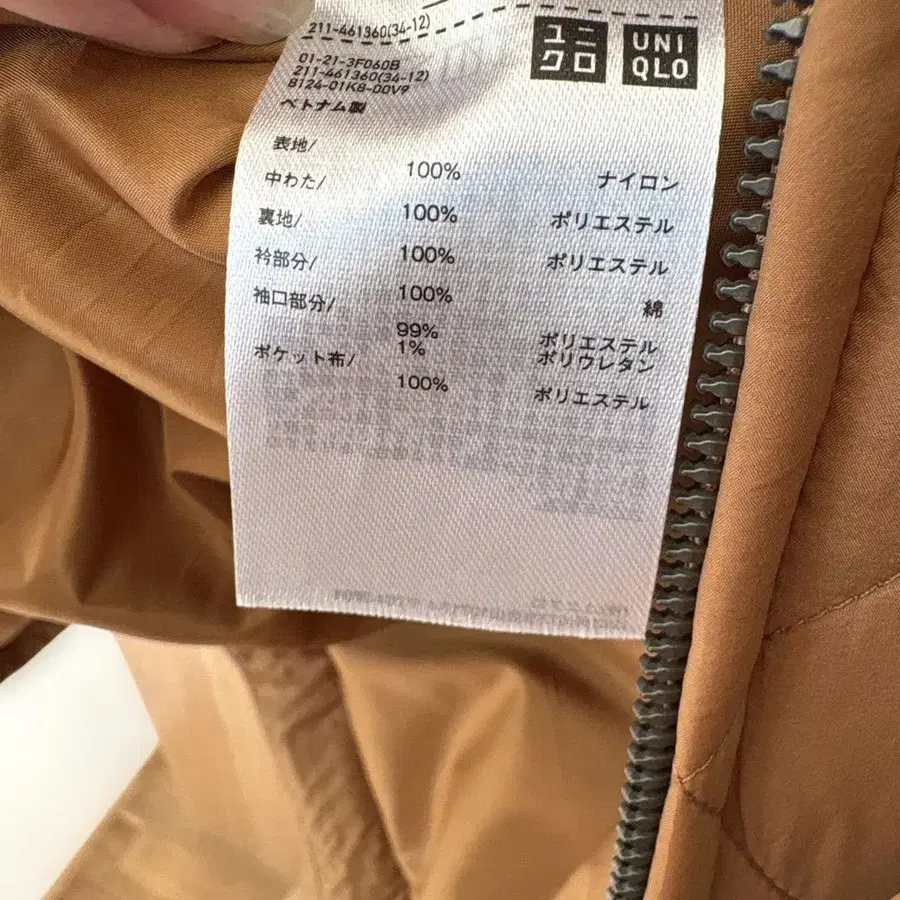 211-461360(34-12)
ユニ
クロ
UNI
QLO
01-21-3F060B
211-461360(34-12)
8124-01K8-00V9
ベトナム製
表地/
100% ナイロン
中わた/
100% ポリエステル
裏地/
100% ポリエステル
衿部分/
100% 綿
袖口部分/
99% ポリエステル
1% ポリウレタン
ポケット布/
100% ポリエステル